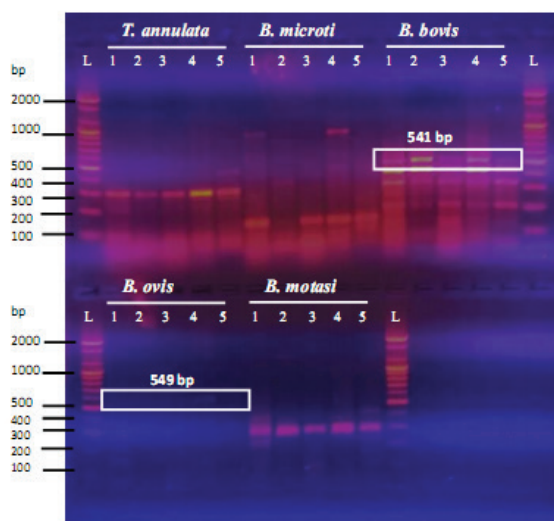 T. annulata B. microti B. bovis
bp L 1 2 3 4 5 1 2 3 4 5 1 2 3 4 5 L
2000
1000
541 bp
500
400
300
200
100
B. ovis B. motasi
bp L 1 2 3 4 5 1 2 3 4 5 L
2000
1000
549 bp
500
400
300
200
100